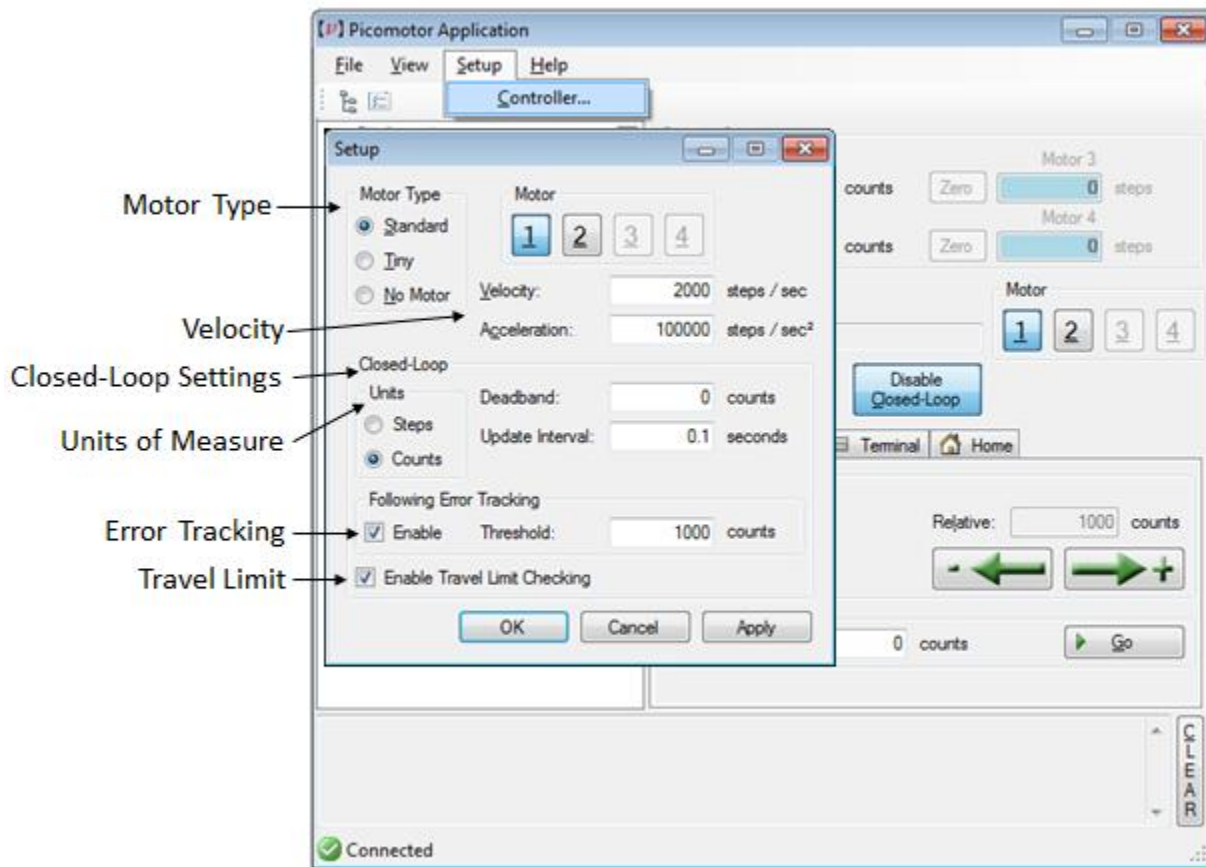 [ν] Picomotor Application
File View Setup Help
Controller...
Setup
Motor Type
Motor Type
Standard
Tiny
No Motor
Motor
1 2 3 4
Velocity
Velocity: 2000 steps / sec
Acceleration: 100000 steps / sec²
Closed-Loop Settings
Closed-Loop
Units of Measure
Units
Steps
Counts
Deadband: 0 counts
Update Interval: 0.1 seconds
Error Tracking
Following Error Tracking
Enable Threshold: 1000 counts
Travel Limit
Enable Travel Limit Checking
OK Cancel Apply
Motor 3
counts Zero 0 steps
Motor 4
counts Zero 0 steps
Motor
1 2 3 4
Disable
Closed-Loop
Terminal Home
Relative: 1000 counts
- +
0 counts Go
CLEAR
Connected